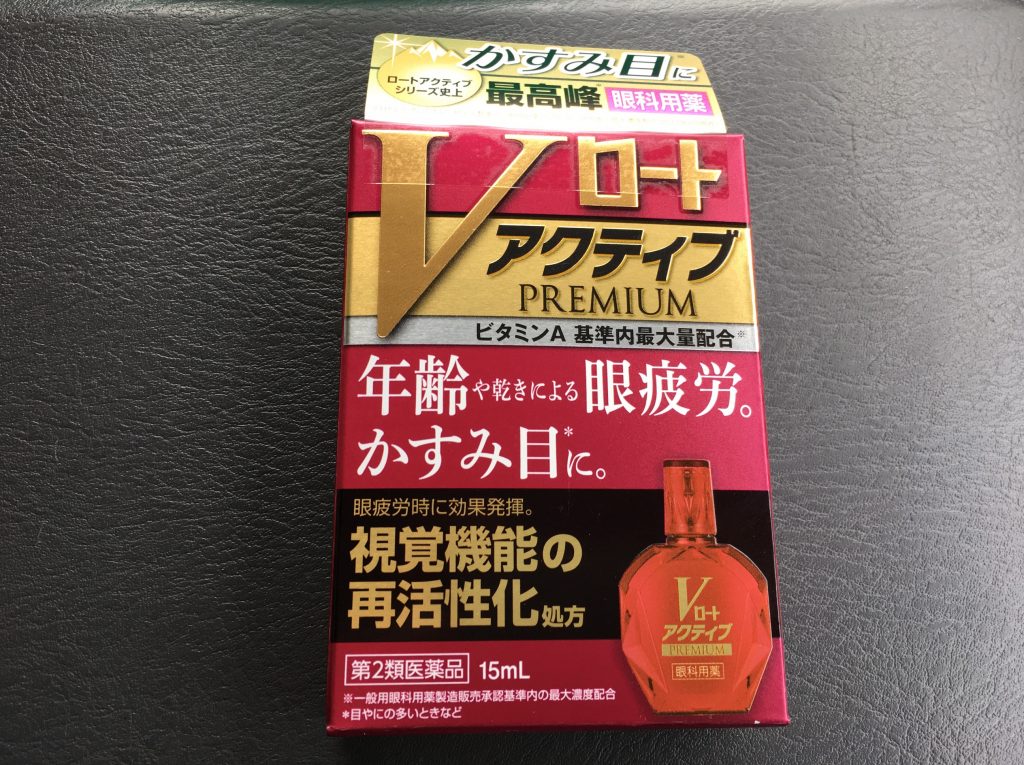 かすみ目に
ロートアクティブ
シリーズ史上
最高峰* 眼科用薬
Vロート
アクティブ
PREMIUM
ビタミンA 基準内最大量配合※
年齢や乾きによる眼疲労。
かすみ目*に。
眼疲労時に効果発揮。
視覚機能の
再活性化処方
第2類医薬品 15mL
※一般用眼科用薬製造販売承認基準内の最大濃度配合
*目やにの多いときなど
Vロート
アクティブ
PREMIUM
眼科用薬